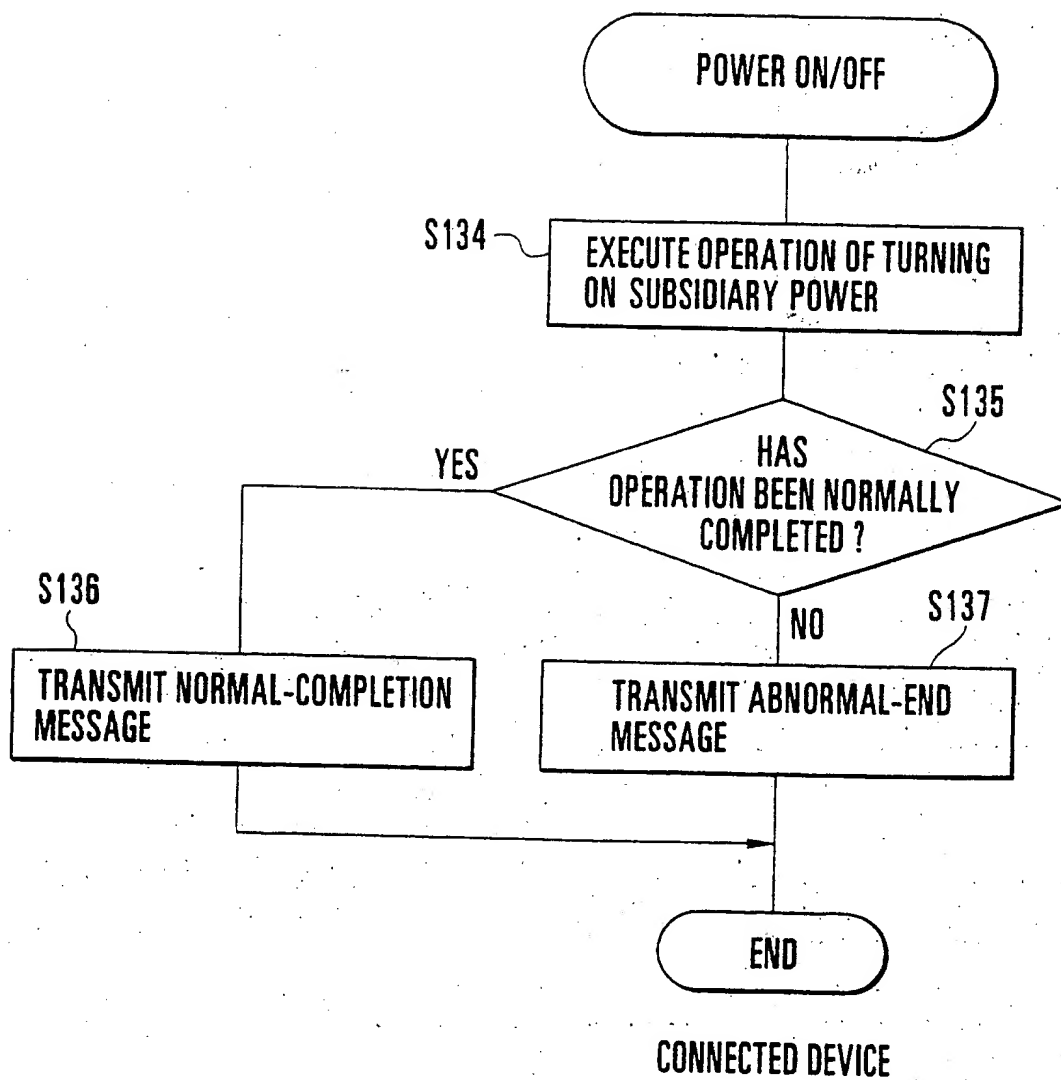 POWER ON/OFF
S134
EXECUTE OPERATION OF TURNING
ON SUBSIDIARY POWER
S135
HAS
OPERATION BEEN NORMALLY
COMPLETED ?
YES
NO
S136
TRANSMIT NORMAL-COMPLETION
MESSAGE
S137
TRANSMIT ABNORMAL-END
MESSAGE
END
CONNECTED DEVICE